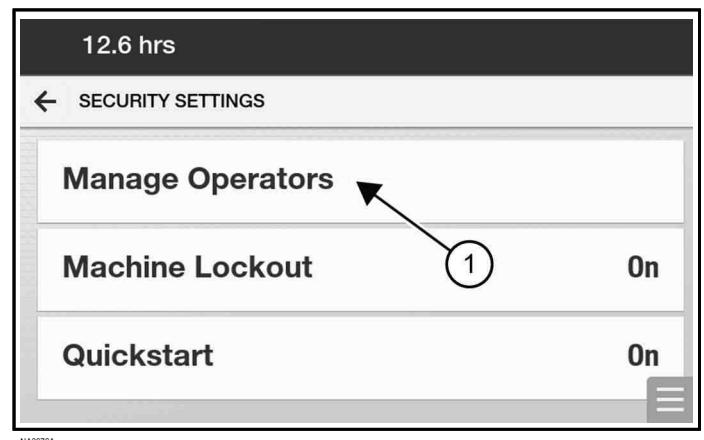 12.6 hrs
SECURITY SETTINGS
Manage Operators
1
Machine Lockout On
Quickstart On